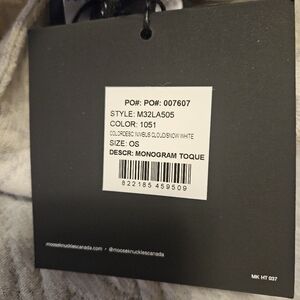 PO#: PO#: 007607
STYLE: M32LA505
COLOR: 1051
COLORDESC: NIMBUS CLOUD/SNOW WHITE
SIZE: OS
DESCR: MONOGRAM TOQUE
822185 459509
mooseknucklescanada.com / @mooseknucklescanada
MK HT 037